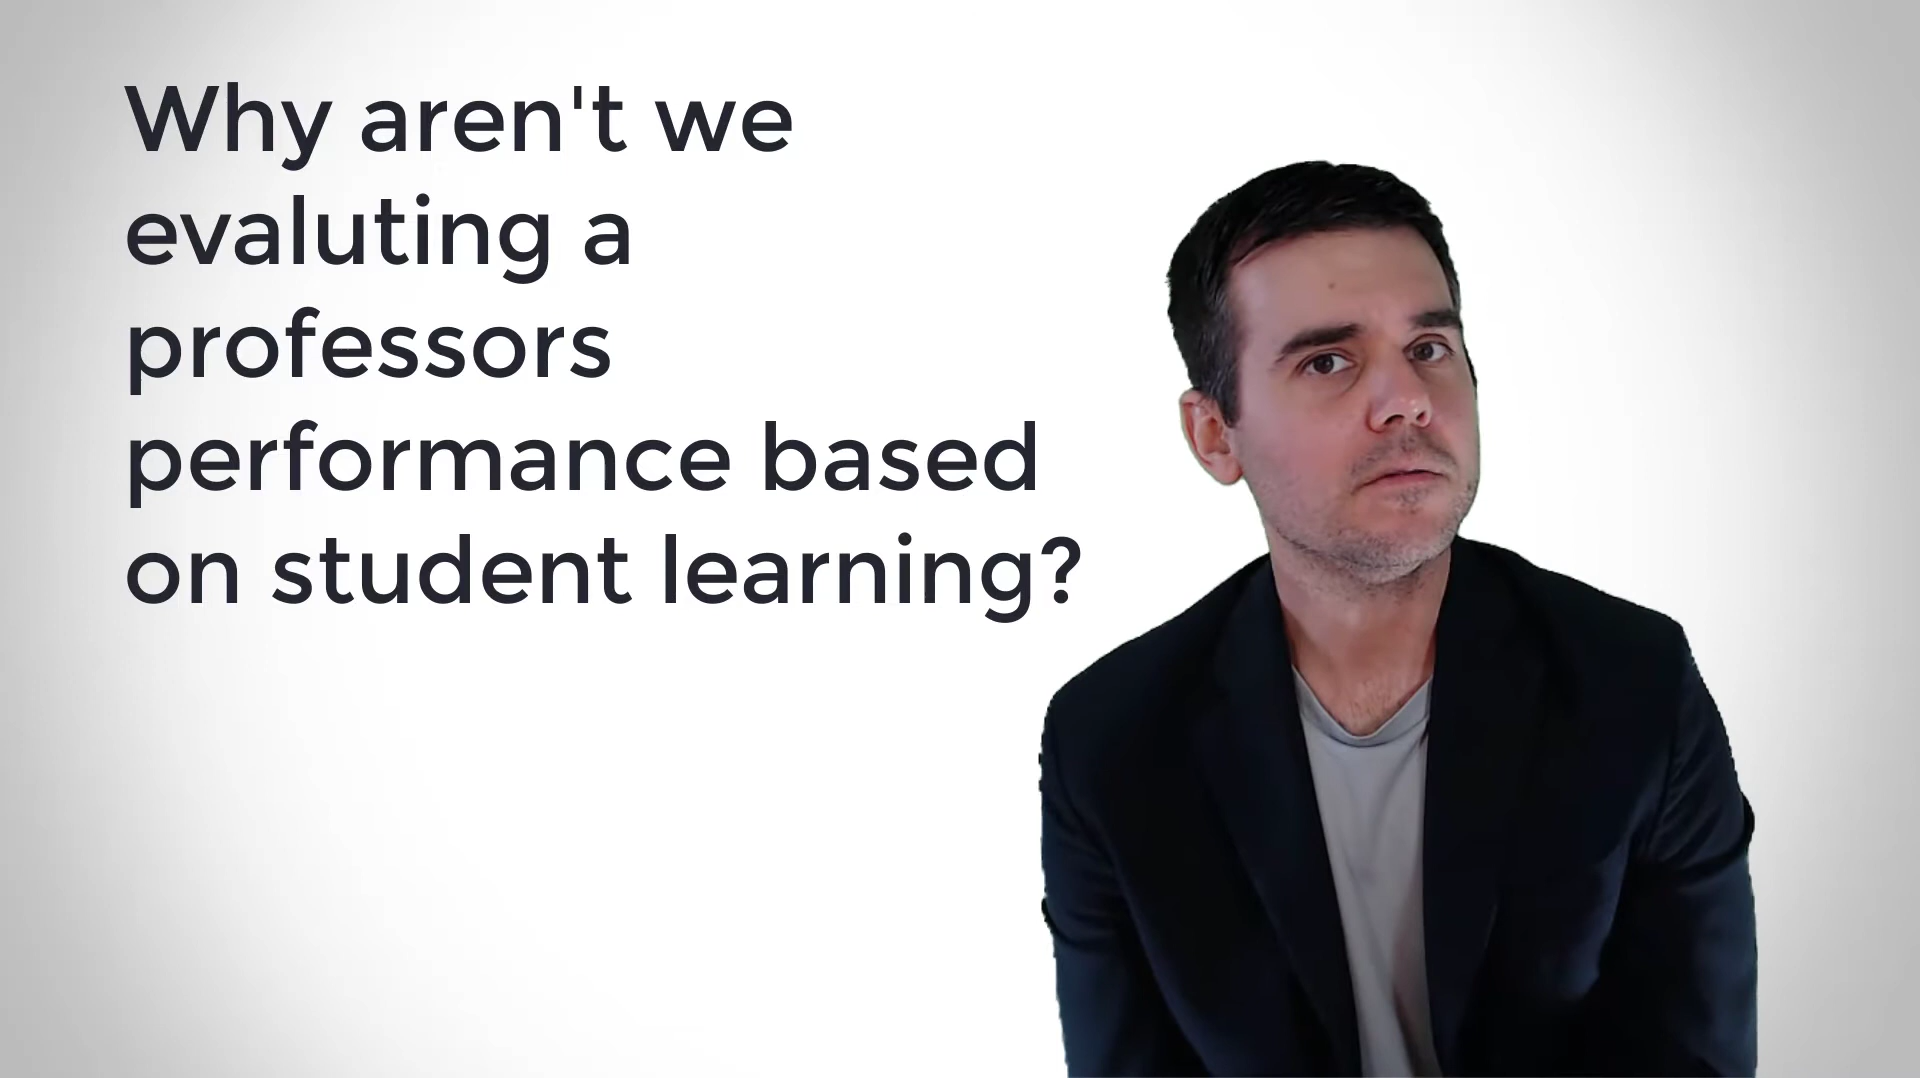 Why aren't we
evaluting a
professors
performance based
on student learning?